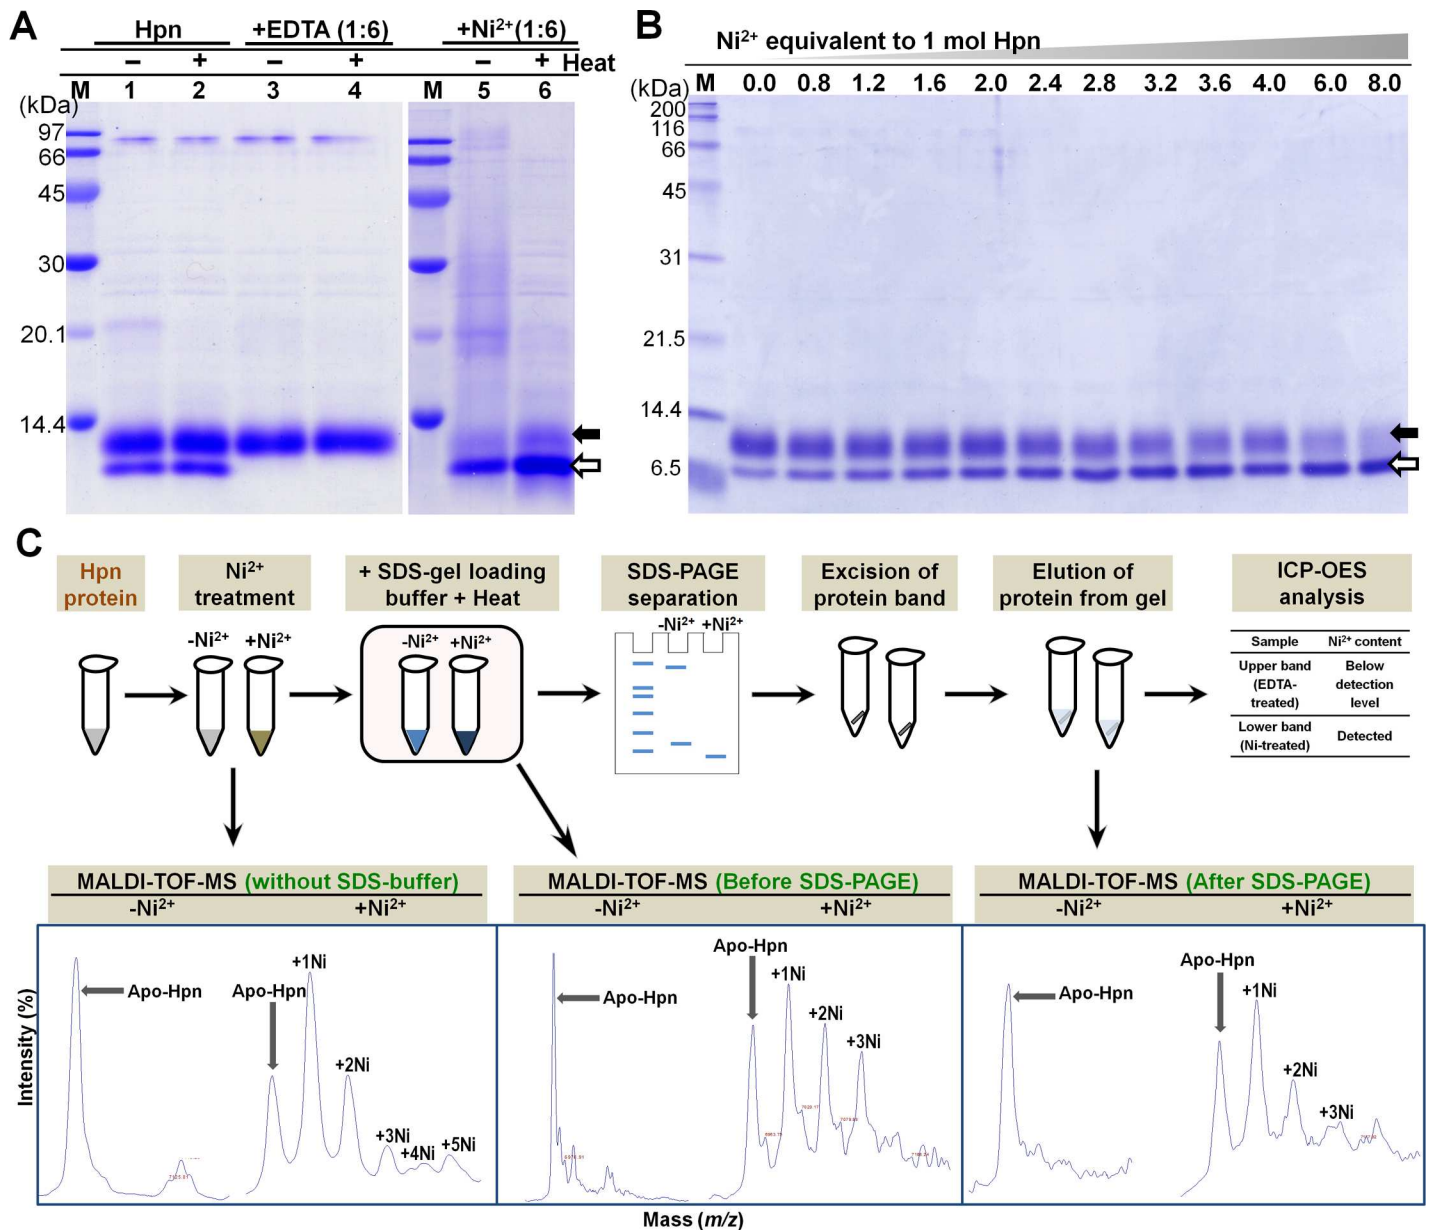 A
Hpn +EDTA (1:6) +Ni²⁺(1:6)
– + – + – + Heat
M 1 2 3 4 M 5 6
(kDa)
97
66
45
30
20.1
14.4
B
Ni²⁺ equivalent to 1 mol Hpn
(kDa) M 0.0 0.8 1.2 1.6 2.0 2.4 2.8 3.2 3.6 4.0 6.0 8.0
200
116
66
45
31
21.5
14.4
6.5
C
Hpn
protein
Ni²⁺
treatment
-Ni²⁺ +Ni²⁺
+ SDS-gel loading
buffer + Heat
-Ni²⁺ +Ni²⁺
SDS-PAGE
separation
-Ni²⁺ +Ni²⁺
Excision of
protein band
Elution of
protein from gel
ICP-OES
analysis
Sample Ni²⁺ content
Upper band Below
(EDTA- detection
treated) level
Lower band
(Ni-treated) Detected
MALDI-TOF-MS (without SDS-buffer)
-Ni²⁺ +Ni²⁺
MALDI-TOF-MS (Before SDS-PAGE)
-Ni²⁺ +Ni²⁺
MALDI-TOF-MS (After SDS-PAGE)
-Ni²⁺ +Ni²⁺
Intensity (%)
Apo-Hpn
Apo-Hpn
+1Ni
+2Ni
+3Ni
+4Ni
+5Ni
Apo-Hpn
Apo-Hpn
+1Ni
+2Ni
+3Ni
Apo-Hpn
Apo-Hpn
+1Ni
+2Ni
+3Ni
Mass (m/z)